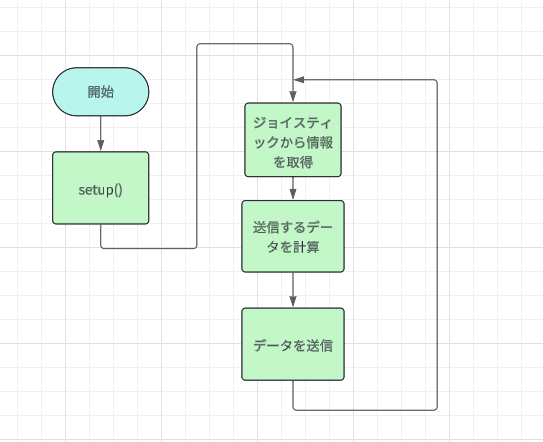 開始
setup()
ジョイスティ
ックから情報
を取得
送信するデー
タを計算
データを送信